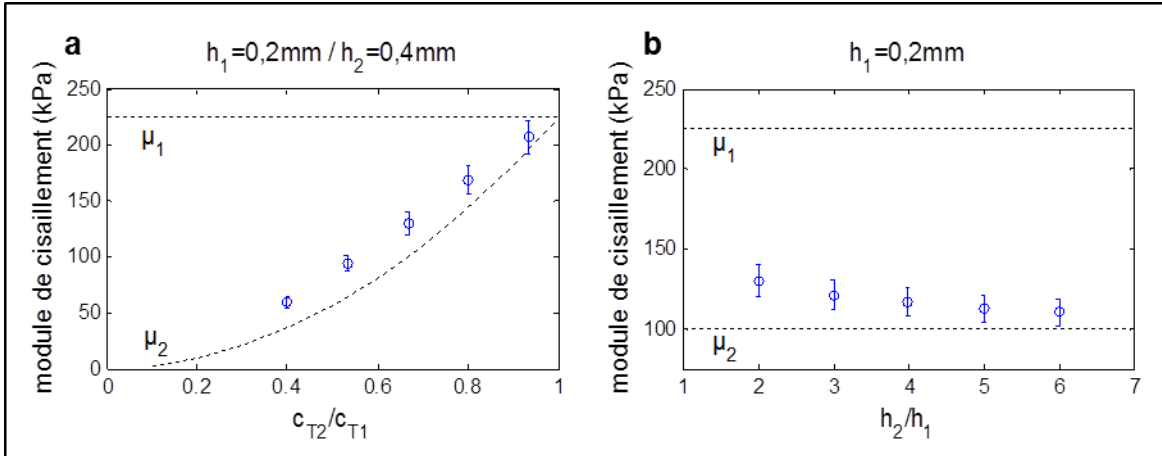 a
h1=0,2mm / h2=0,4mm
module de cisaillement (kPa)
250
200
150
100
50
0
μ1
μ2
0 0.2 0.4 0.6 0.8 1
cT2/cT1
b
h1=0,2mm
module de cisaillement (kPa)
250
200
150
100
μ1
μ2
1 2 3 4 5 6 7
h2/h1